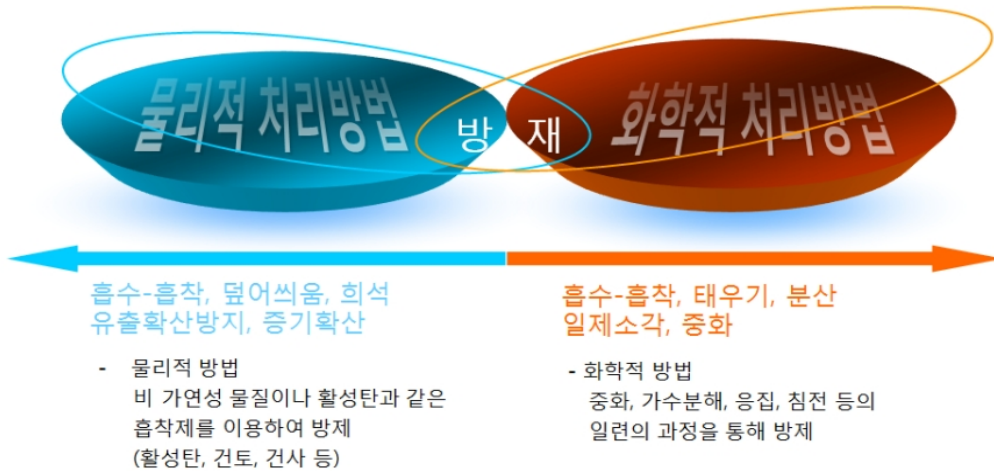 물리적 처리방법
방 재
화학적 처리방법
흡수-흡착, 덮어씌움, 희석
유출확산방지, 증기확산
- 물리적 방법
비 가연성 물질이나 활성탄과 같은
흡착제를 이용하여 방제
(활성탄, 건토, 건사 등)
흡수-흡착, 태우기, 분산
일제소각, 중화
- 화학적 방법
중화, 가수분해, 응집, 침전 등의
일련의 과정을 통해 방제